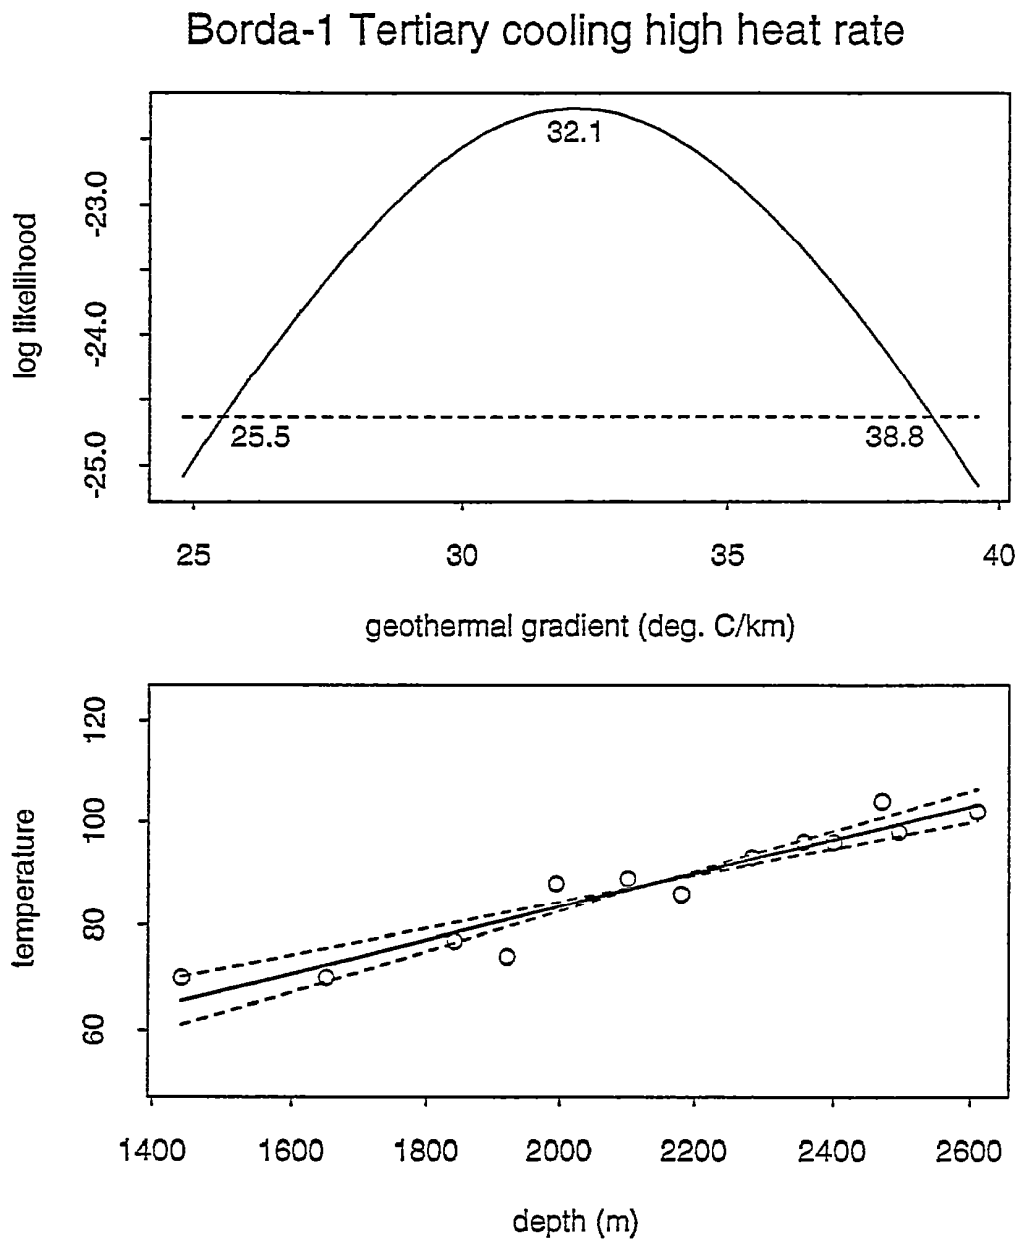 Borda-1 Tertiary cooling high heat rate
32.1
25.5
38.8
-23.0
-24.0
-25.0
log likelihood
25 30 35 40
geothermal gradient (deg. C/km)
120
100
80
60
temperature
1400 1600 1800 2000 2200 2400 2600
depth (m)